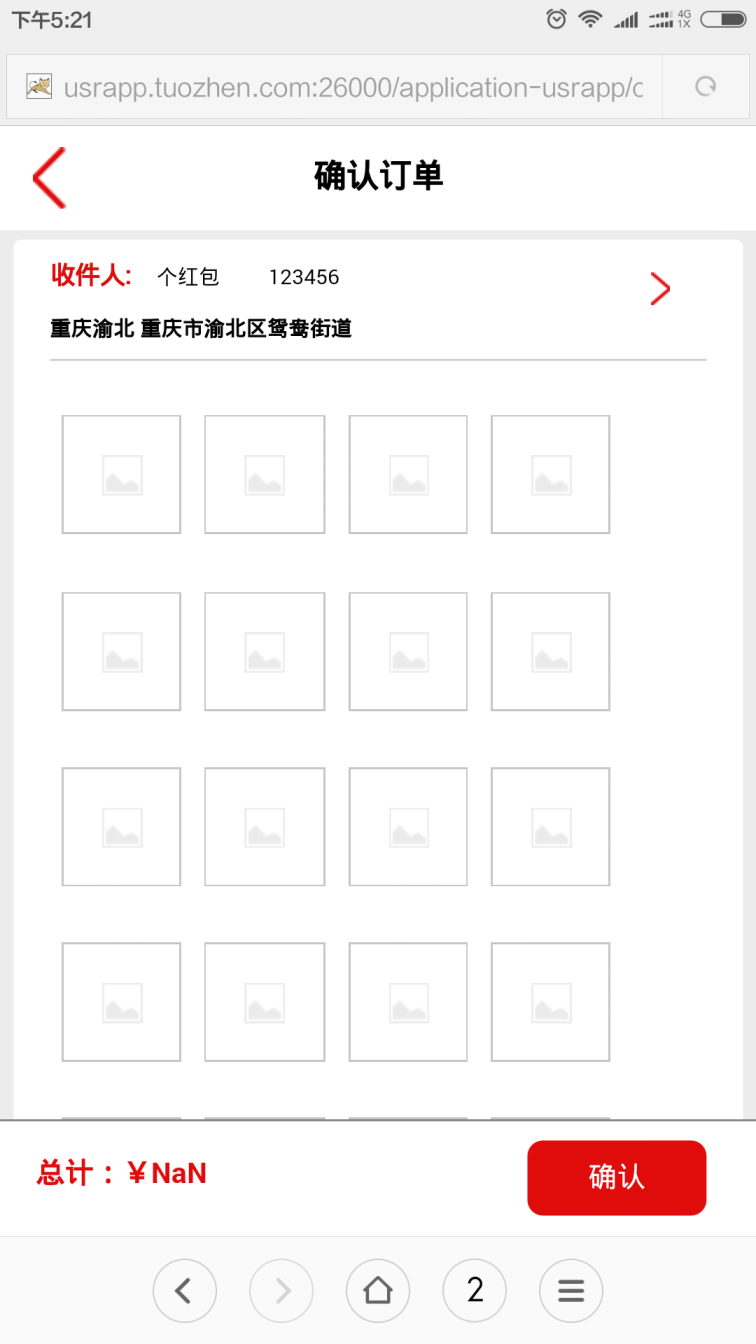 下午5:21
4G
1X
usrapp.tuozhen.com:26000/application-usrapp/c
确认订单
收件人: 个红包 123456
重庆渝北 重庆市渝北区鸳鸯街道
总计：￥NaN
确认
2